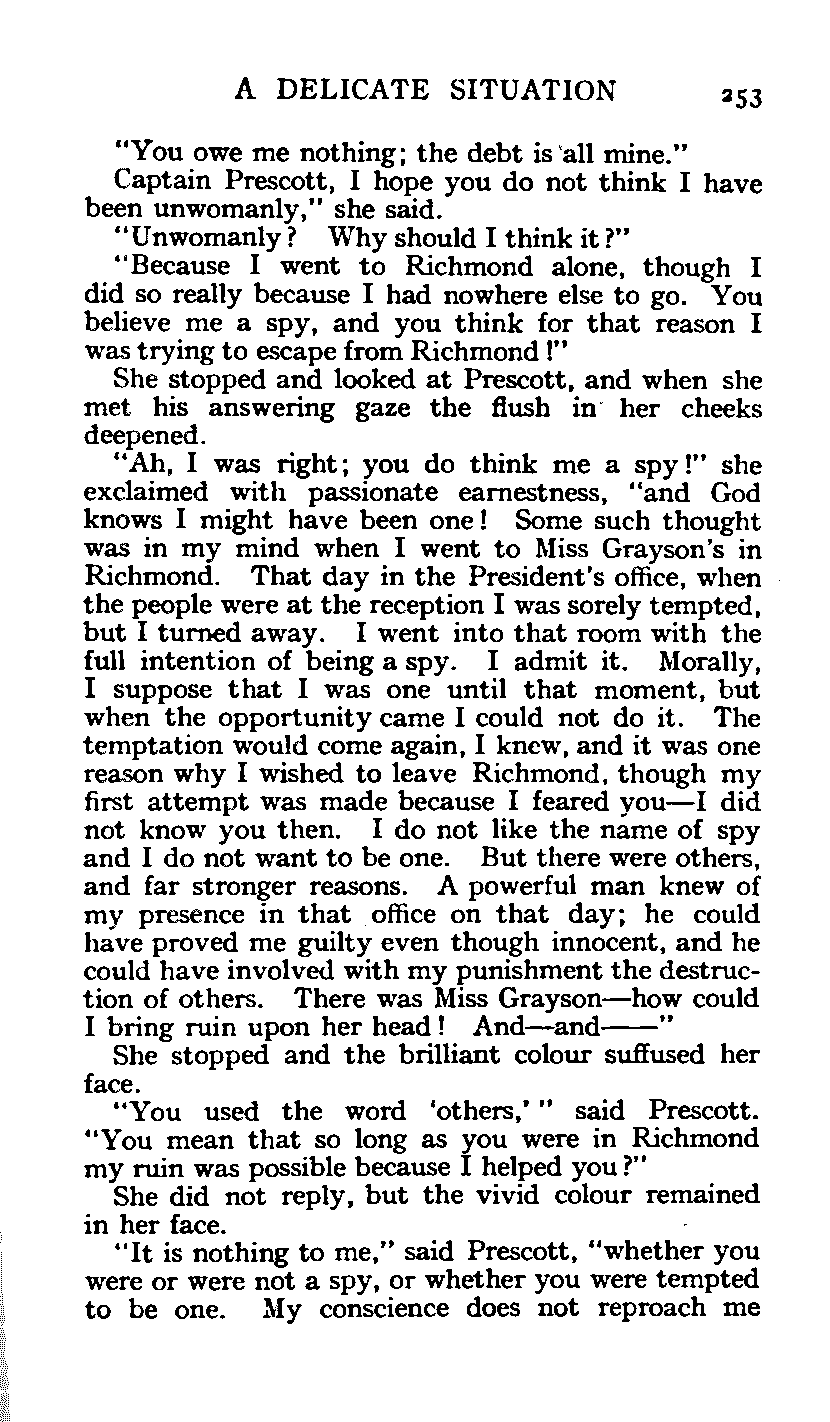 A DELICATE SITUATION 253
"You owe me nothing; the debt is all mine."
Captain Prescott, I hope you do not think I have
been unwomanly," she said.
"Unwomanly? Why should I think it?"
"Because I went to Richmond alone, though I
did so really because I had nowhere else to go. You
believe me a spy, and you think for that reason I
was trying to escape from Richmond!"
She stopped and looked at Prescott, and when she
met his answering gaze the flush in her cheeks
deepened.
"Ah, I was right; you do think me a spy!" she
exclaimed with passionate earnestness, "and God
knows I might have been one! Some such thought
was in my mind when I went to Miss Grayson's in
Richmond. That day in the President's office, when
the people were at the reception I was sorely tempted,
but I turned away. I went into that room with the
full intention of being a spy. I admit it. Morally,
I suppose that I was one until that moment, but
when the opportunity came I could not do it. The
temptation would come again, I knew, and it was one
reason why I wished to leave Richmond, though my
first attempt was made because I feared you—I did
not know you then. I do not like the name of spy
and I do not want to be one. But there were others,
and far stronger reasons. A powerful man knew of
my presence in that office on that day; he could
have proved me guilty even though innocent, and he
could have involved with my punishment the destruc-
tion of others. There was Miss Grayson—how could
I bring ruin upon her head! And—and——"
She stopped and the brilliant colour suffused her
face.
"You used the word 'others,'" said Prescott.
"You mean that so long as you were in Richmond
my ruin was possible because I helped you?"
She did not reply, but the vivid colour remained
in her face.
"It is nothing to me," said Prescott, "whether you
were or were not a spy, or whether you were tempted
to be one. My conscience does not reproach me